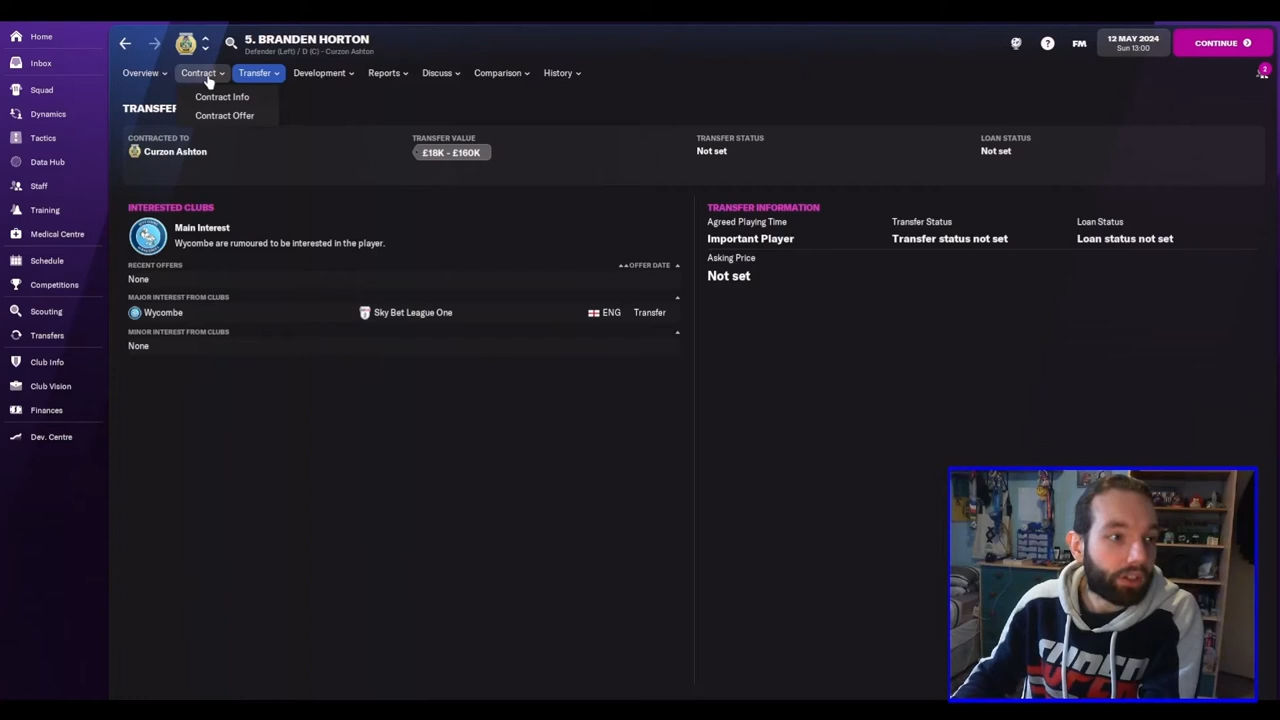 Home
Inbox
Squad
Dynamics
Tactics
Data Hub
Staff
Training
Medical Centre
Schedule
Competitions
Scouting
Transfers
Club Info
Club Vision
Finances
Dev. Centre
5. BRANDEN HORTON
Defender (Left) / D (C) - Curzon Ashton
FM
12 MAY 2024
Sun 13:00
CONTINUE
2
Overview
Contract
Transfer
Development
Reports
Discuss
Comparison
History
Contract Info
Contract Offer
TRANSFER
CONTRACTED TO
Curzon Ashton
TRANSFER VALUE
£18K - £160K
TRANSFER STATUS
Not set
LOAN STATUS
Not set
INTERESTED CLUBS
Main Interest
Wycombe are rumoured to be interested in the player.
RECENT OFFERS OFFER DATE
None
MAJOR INTEREST FROM CLUBS
Wycombe Sky Bet League One ENG Transfer
MINOR INTEREST FROM CLUBS
None
TRANSFER INFORMATION
Agreed Playing Time
Important Player
Transfer Status
Transfer status not set
Loan Status
Loan status not set
Asking Price
Not set